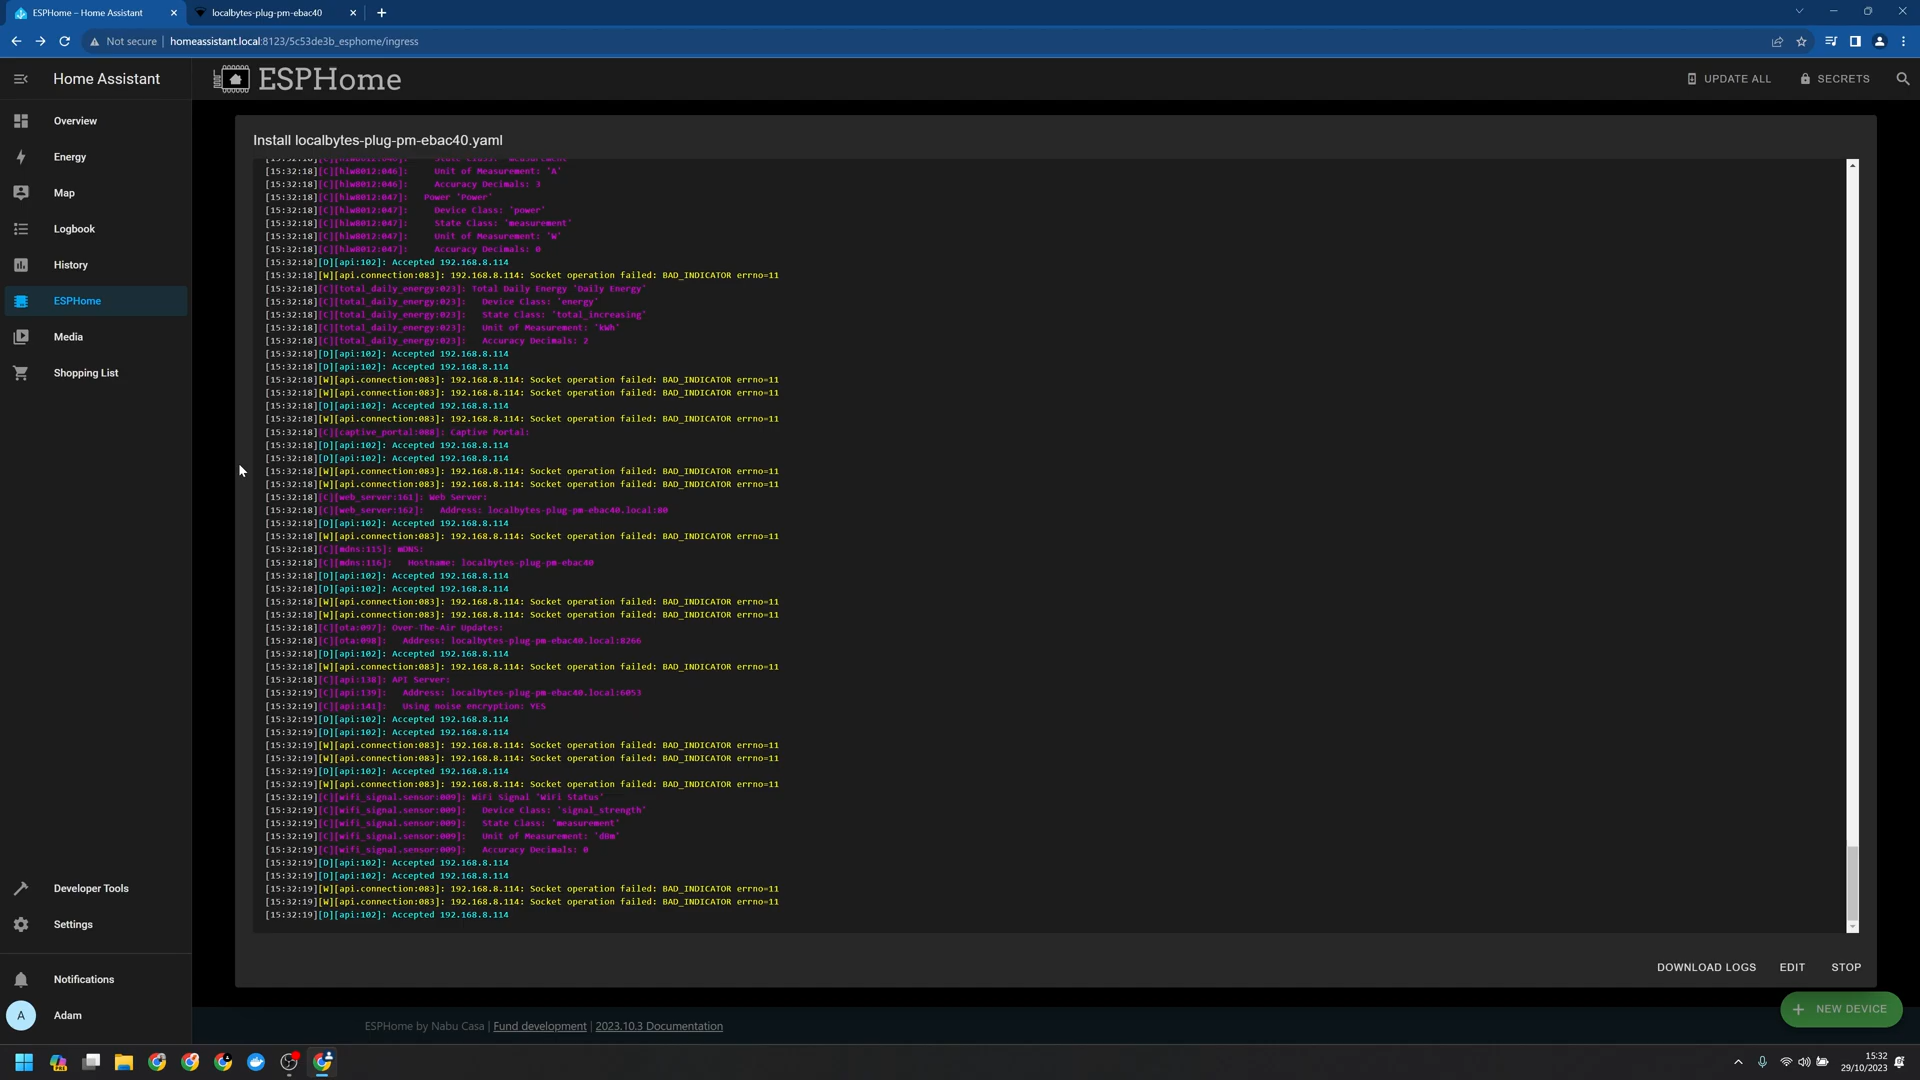 ESPHome – Home Assistant
localbytes-plug-pm-ebac40
Not secure
homeassistant.local:8123/5c53de3b_esphome/ingress
Home Assistant
ESPHome
UPDATE ALL
SECRETS
Overview
Energy
Map
Logbook
History
ESPHome
Media
Shopping List
Developer Tools
Settings
Notifications
A
Adam
Install localbytes-plug-pm-ebac40.yaml
[15:32:18][C][hlw8012:046]: State Class: 'measurement'
[15:32:18][C][hlw8012:046]: Unit of Measurement: 'A'
[15:32:18][C][hlw8012:046]: Accuracy Decimals: 3
[15:32:18][C][hlw8012:047]: Power 'Power'
[15:32:18][C][hlw8012:047]: Device Class: 'power'
[15:32:18][C][hlw8012:047]: State Class: 'measurement'
[15:32:18][C][hlw8012:047]: Unit of Measurement: 'W'
[15:32:18][C][hlw8012:047]: Accuracy Decimals: 0
[15:32:18][D][api:102]: Accepted 192.168.8.114
[15:32:18][W][api.connection:083]: 192.168.8.114: Socket operation failed: BAD_INDICATOR errno=11
[15:32:18][C][total_daily_energy:023]: Total Daily Energy 'Daily Energy'
[15:32:18][C][total_daily_energy:023]: Device Class: 'energy'
[15:32:18][C][total_daily_energy:023]: State Class: 'total_increasing'
[15:32:18][C][total_daily_energy:023]: Unit of Measurement: 'kWh'
[15:32:18][C][total_daily_energy:023]: Accuracy Decimals: 2
[15:32:18][D][api:102]: Accepted 192.168.8.114
[15:32:18][D][api:102]: Accepted 192.168.8.114
[15:32:18][W][api.connection:083]: 192.168.8.114: Socket operation failed: BAD_INDICATOR errno=11
[15:32:18][W][api.connection:083]: 192.168.8.114: Socket operation failed: BAD_INDICATOR errno=11
[15:32:18][D][api:102]: Accepted 192.168.8.114
[15:32:18][W][api.connection:083]: 192.168.8.114: Socket operation failed: BAD_INDICATOR errno=11
[15:32:18][C][captive_portal:088]: Captive Portal:
[15:32:18][D][api:102]: Accepted 192.168.8.114
[15:32:18][D][api:102]: Accepted 192.168.8.114
[15:32:18][W][api.connection:083]: 192.168.8.114: Socket operation failed: BAD_INDICATOR errno=11
[15:32:18][W][api.connection:083]: 192.168.8.114: Socket operation failed: BAD_INDICATOR errno=11
[15:32:18][C][web_server:161]: Web Server:
[15:32:18][C][web_server:162]: Address: localbytes-plug-pm-ebac40.local:80
[15:32:18][D][api:102]: Accepted 192.168.8.114
[15:32:18][W][api.connection:083]: 192.168.8.114: Socket operation failed: BAD_INDICATOR errno=11
[15:32:18][C][mdns:115]: mDNS:
[15:32:18][C][mdns:116]: Hostname: localbytes-plug-pm-ebac40
[15:32:18][D][api:102]: Accepted 192.168.8.114
[15:32:18][D][api:102]: Accepted 192.168.8.114
[15:32:18][W][api.connection:083]: 192.168.8.114: Socket operation failed: BAD_INDICATOR errno=11
[15:32:18][W][api.connection:083]: 192.168.8.114: Socket operation failed: BAD_INDICATOR errno=11
[15:32:18][C][ota:097]: Over-The-Air Updates:
[15:32:18][C][ota:098]: Address: localbytes-plug-pm-ebac40.local:8266
[15:32:18][D][api:102]: Accepted 192.168.8.114
[15:32:18][W][api.connection:083]: 192.168.8.114: Socket operation failed: BAD_INDICATOR errno=11
[15:32:18][C][api:138]: API Server:
[15:32:19][C][api:139]: Address: localbytes-plug-pm-ebac40.local:6053
[15:32:19][C][api:141]: Using noise encryption: YES
[15:32:19][D][api:102]: Accepted 192.168.8.114
[15:32:19][D][api:102]: Accepted 192.168.8.114
[15:32:19][W][api.connection:083]: 192.168.8.114: Socket operation failed: BAD_INDICATOR errno=11
[15:32:19][W][api.connection:083]: 192.168.8.114: Socket operation failed: BAD_INDICATOR errno=11
[15:32:19][D][api:102]: Accepted 192.168.8.114
[15:32:19][W][api.connection:083]: 192.168.8.114: Socket operation failed: BAD_INDICATOR errno=11
[15:32:19][C][wifi_signal.sensor:009]: WiFi Signal 'WiFi Status'
[15:32:19][C][wifi_signal.sensor:009]: Device Class: 'signal_strength'
[15:32:19][C][wifi_signal.sensor:009]: State Class: 'measurement'
[15:32:19][C][wifi_signal.sensor:009]: Unit of Measurement: 'dBm'
[15:32:19][C][wifi_signal.sensor:009]: Accuracy Decimals: 0
[15:32:19][D][api:102]: Accepted 192.168.8.114
[15:32:19][D][api:102]: Accepted 192.168.8.114
[15:32:19][W][api.connection:083]: 192.168.8.114: Socket operation failed: BAD_INDICATOR errno=11
[15:32:19][W][api.connection:083]: 192.168.8.114: Socket operation failed: BAD_INDICATOR errno=11
[15:32:19][D][api:102]: Accepted 192.168.8.114
DOWNLOAD LOGS
EDIT
STOP
NEW DEVICE
ESPHome by Nabu Casa | Fund development | 2023.10.3 Documentation
15:32
29/10/2023